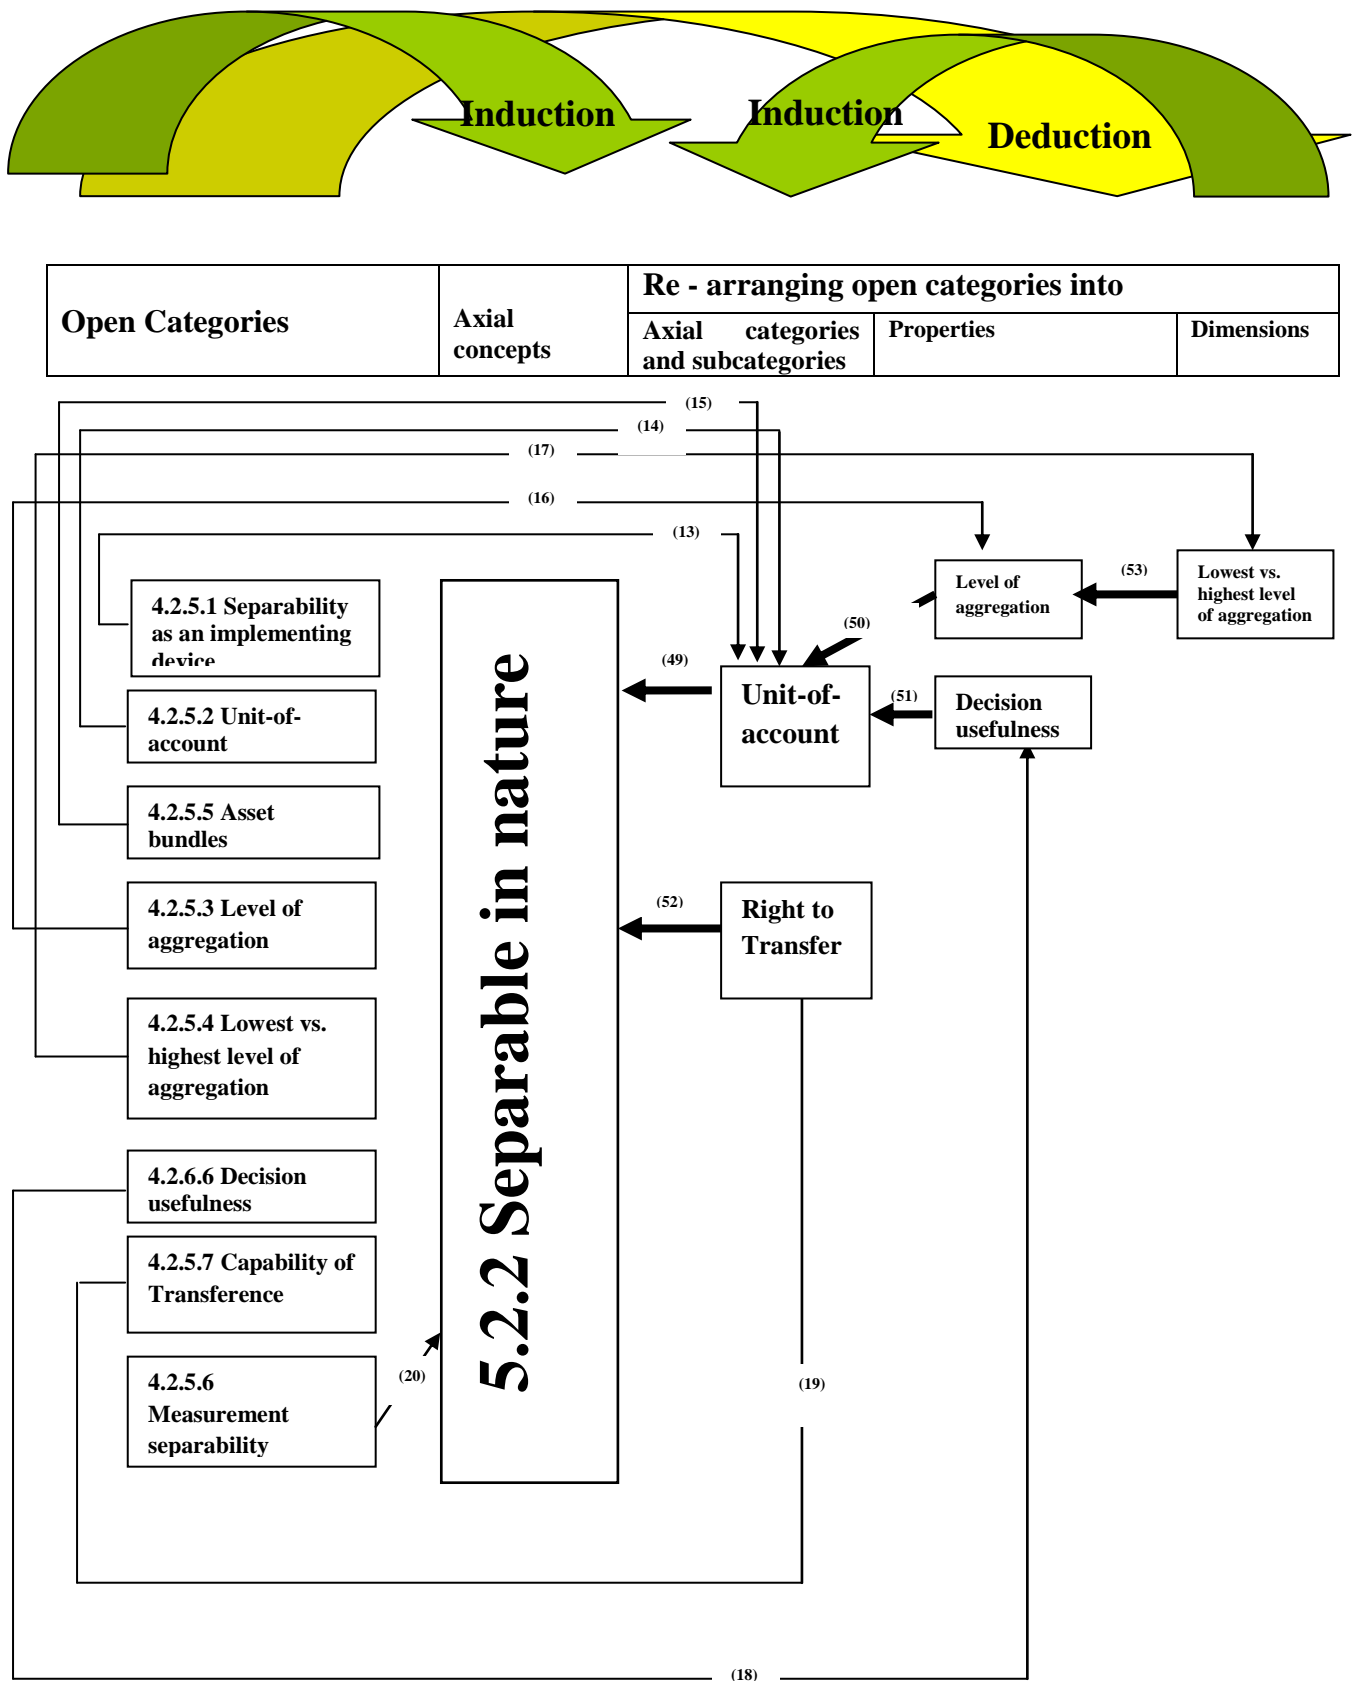 Induction
Induction
Deduction
Open Categories
Axial
concepts
Re - arranging open categories into
Axial categories
and subcategories
Properties
Dimensions
(15)
(14)
(17)
(16)
(13)
4.2.5.1 Separability
as an implementing
device
4.2.5.2 Unit-of-
account
4.2.5.5 Asset
bundles
4.2.5.3 Level of
aggregation
4.2.5.4 Lowest vs.
highest level of
aggregation
4.2.6.6 Decision
usefulness
4.2.5.7 Capability of
Transference
4.2.5.6
Measurement
separability
(20)
5.2.2 Separable in nature
(49)
Unit-of-
account
(50)
(51)
Level of
aggregation
(53)
Lowest vs.
highest level
of aggregation
Decision
usefulness
(52)
Right to
Transfer
(19)
(18)